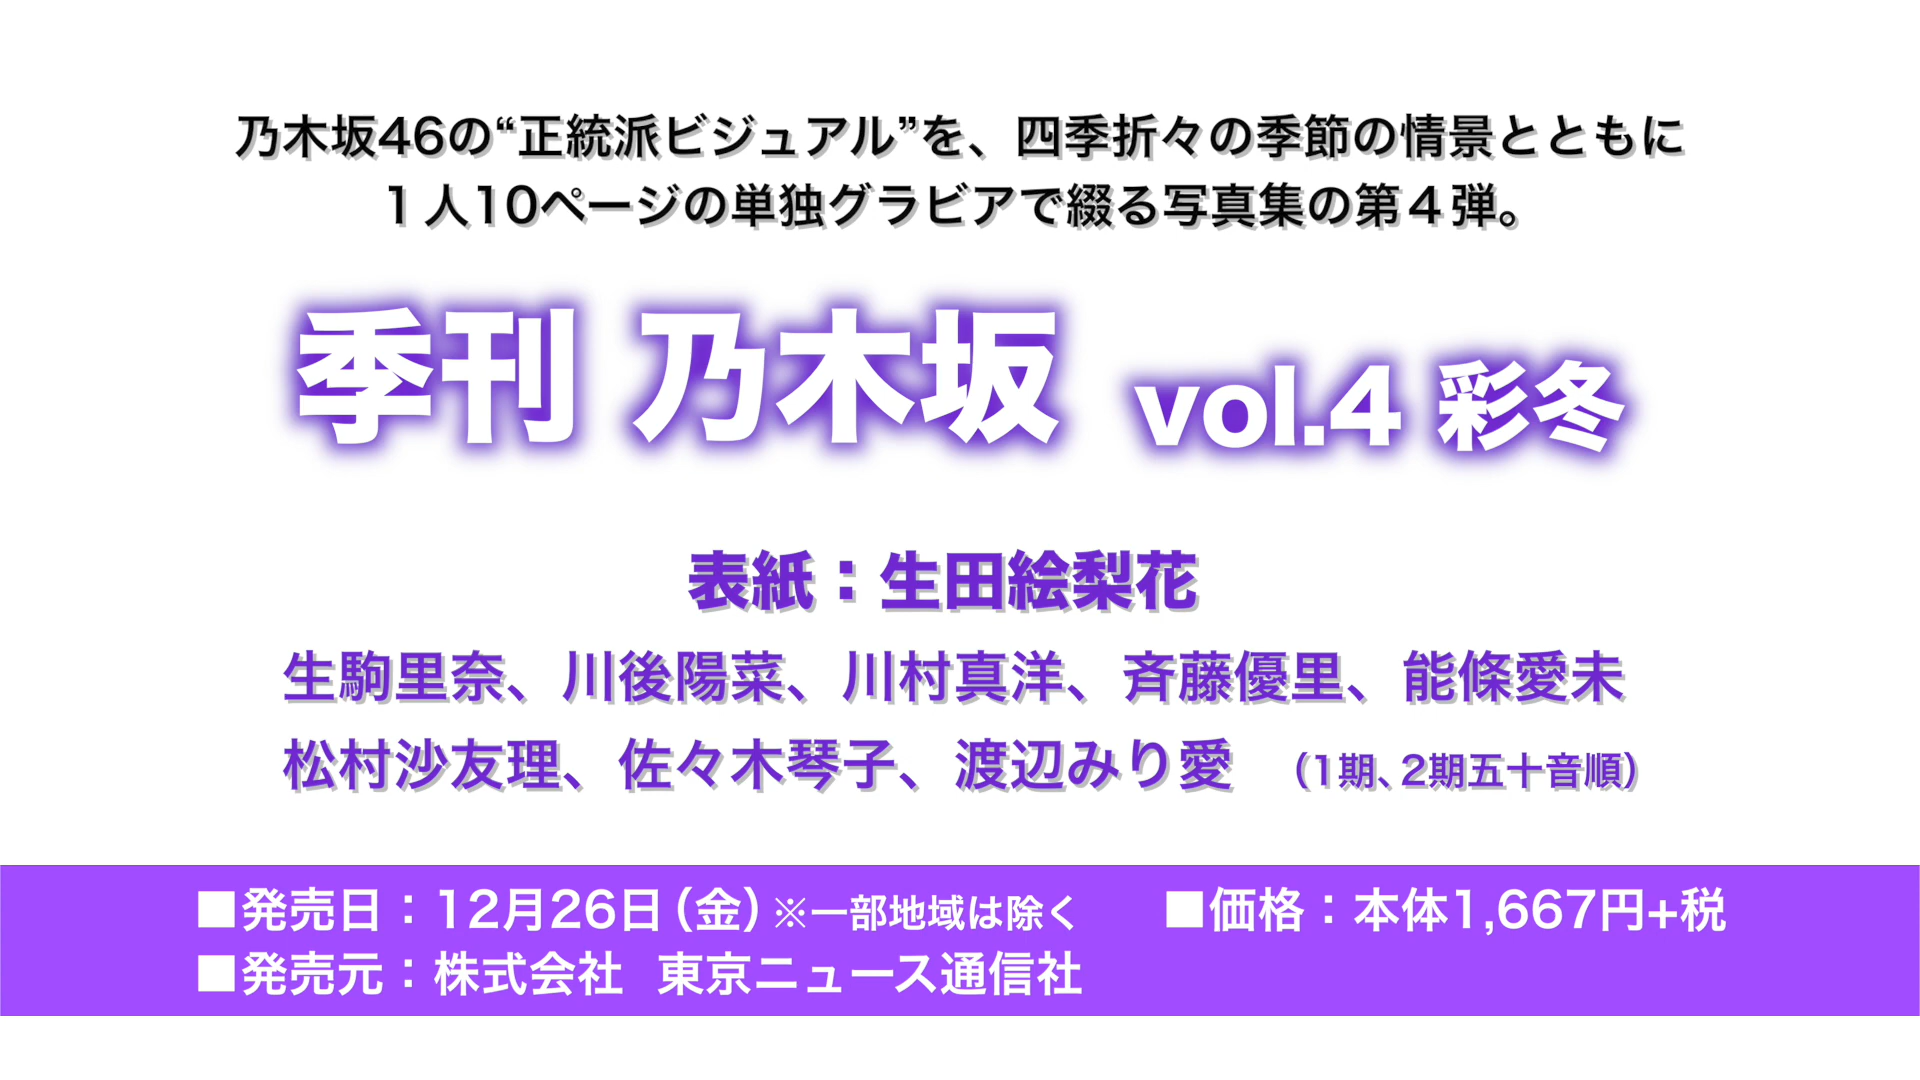 乃木坂46の“正統派ビジュアル”を、四季折々の季節の情景とともに
１人10ページの単独グラビアで綴る写真集の第４弾。
季刊 乃木坂 vol.4 彩冬
表紙：生田絵梨花
生駒里奈、川後陽菜、川村真洋、斉藤優里、能條愛未
松村沙友理、佐々木琴子、渡辺みり愛 （1期、2期五十音順）
■発売日：12月26日（金）※一部地域は除く ■価格：本体1,667円+税
■発売元：株式会社 東京ニュース通信社